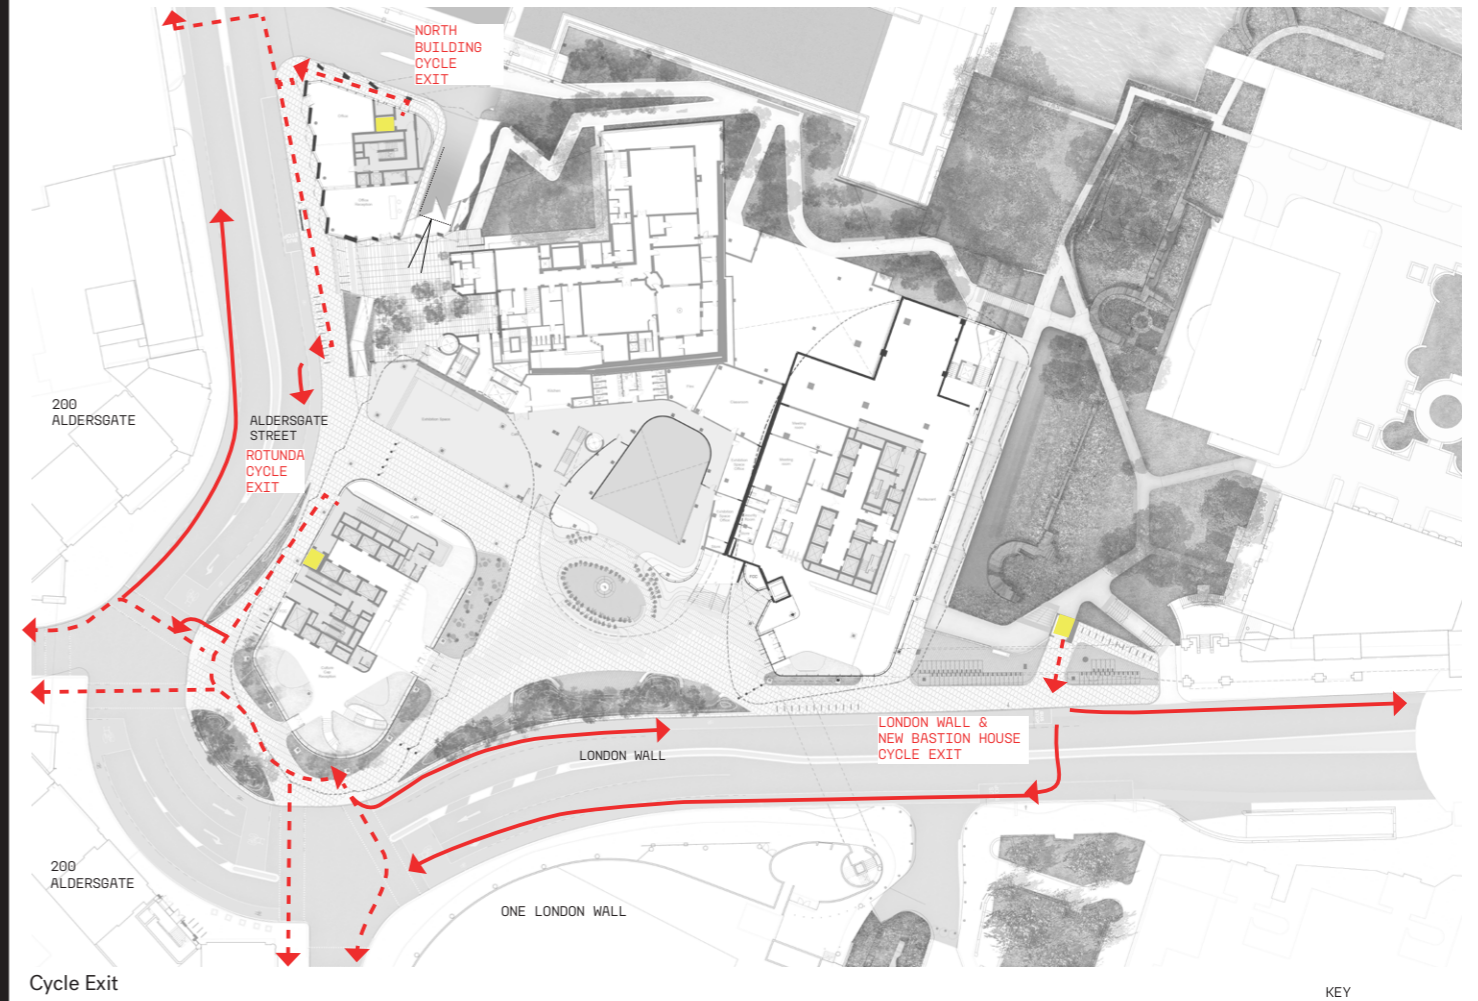 NORTH
BUILDING
CYCLE
EXIT
200
ALDERSGATE
ALDERSGATE
STREET
ROTUNDA
CYCLE
EXIT
LONDON WALL
LONDON WALL &
NEW BASTION HOUSE
CYCLE EXIT
200
ALDERSGATE
ONE LONDON WALL
Cycle Exit
KEY